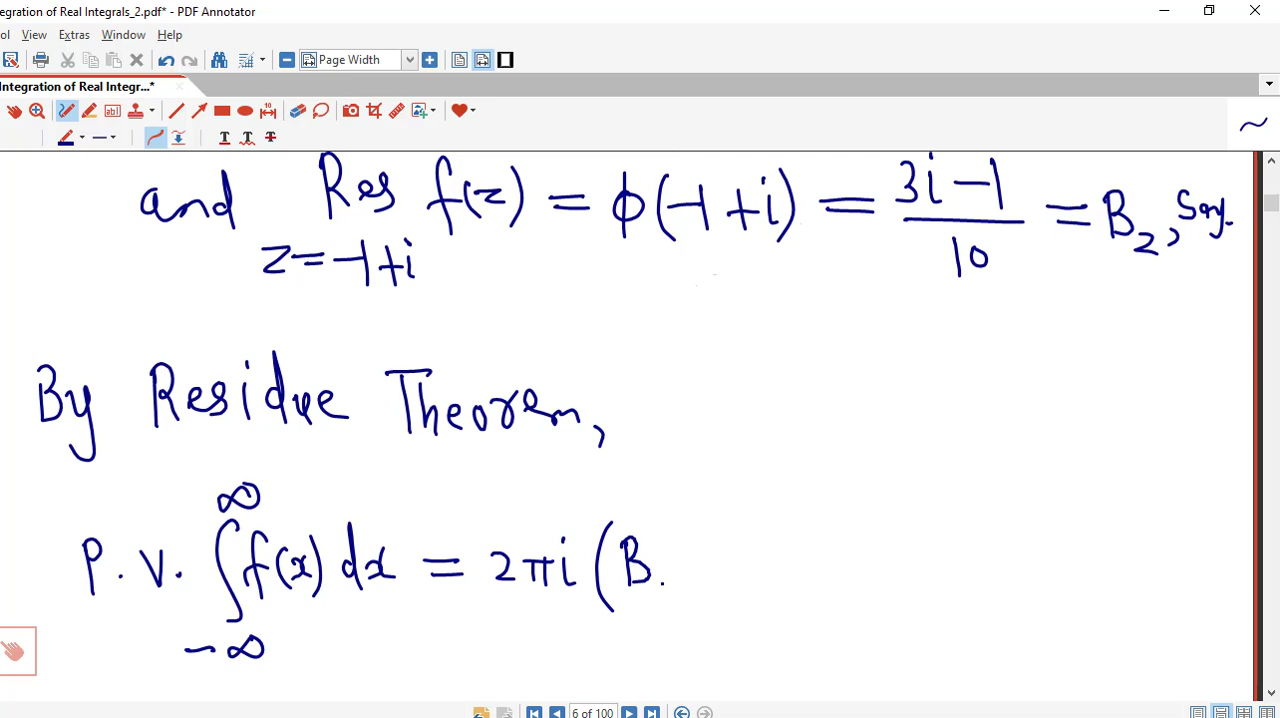 egration of Real Integrals_2.pdf* - PDF Annotator
ol View Extras Window Help
Page Width
Integration of Real Integr...*
and Res f(z) = ϕ(-1+i) = 3i-1/10 = B₂, Say.
z=-1+i
By Residue Theorem,
P.V. ∫_{-∞}^{∞} f(x) dx = 2πi (B.
6 of 100